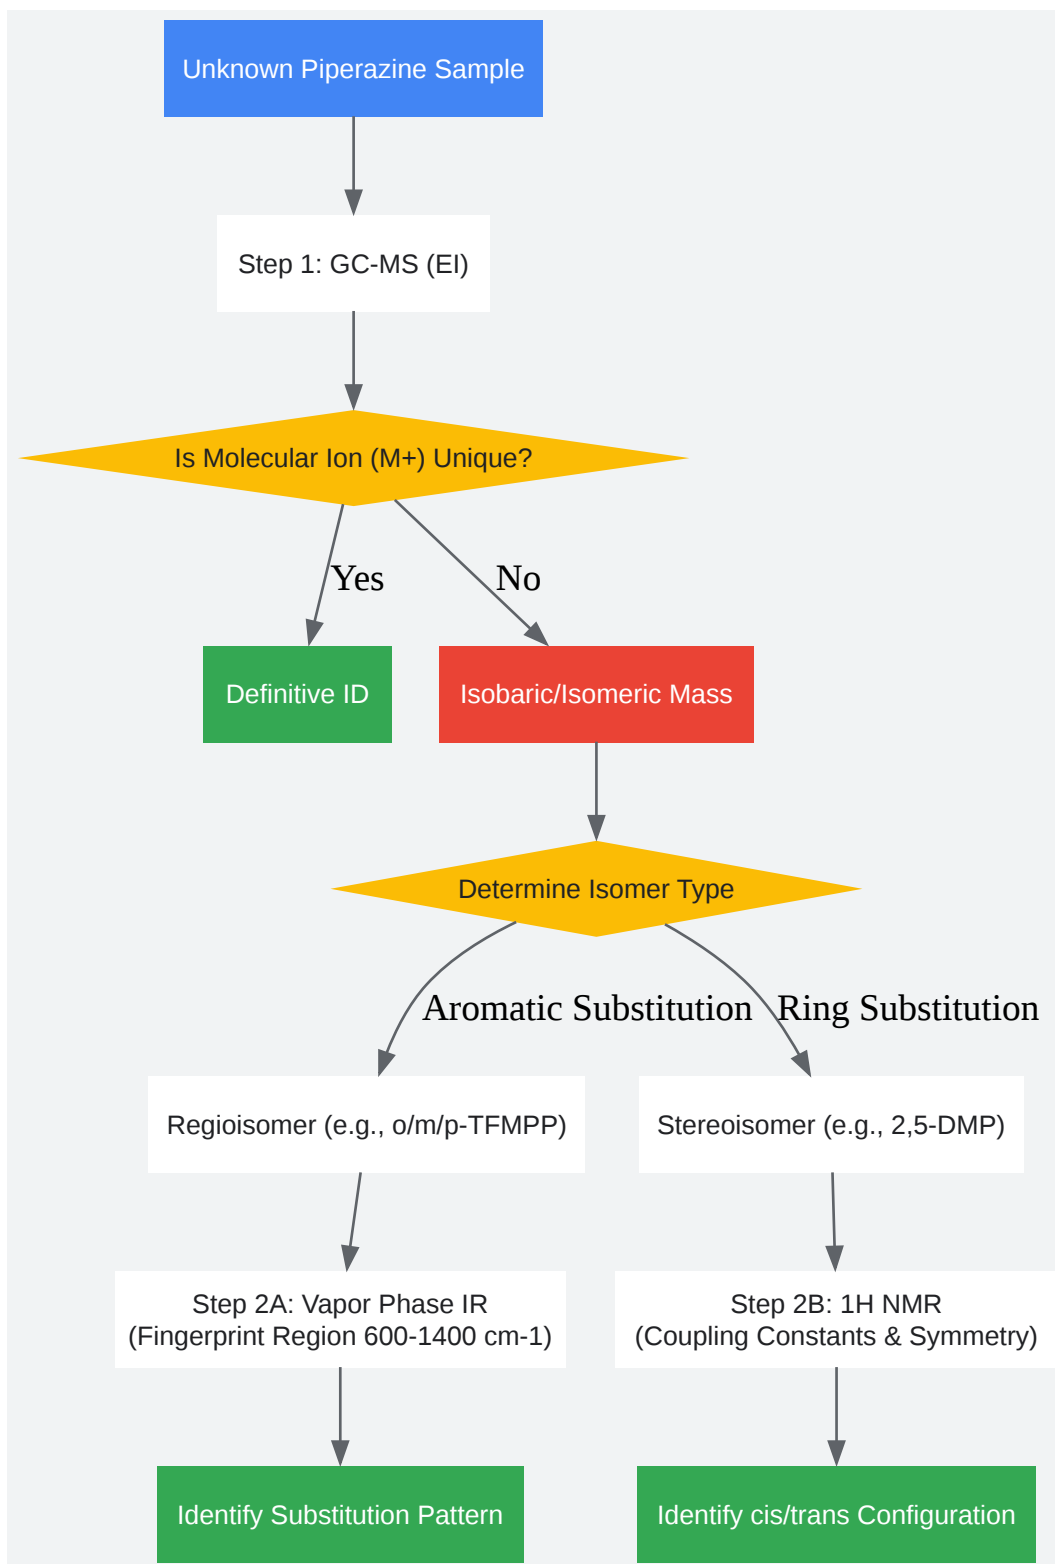 Unknown Piperazine Sample
Step 1: GC-MS (EI)
Is Molecular Ion (M+) Unique?
Yes
No
Definitive ID
Isobaric/Isomeric Mass
Determine Isomer Type
Aromatic Substitution
Ring Substitution
Regioisomer (e.g., o/m/p-TFMPP)
Stereoisomer (e.g., 2,5-DMP)
Step 2A: Vapor Phase IR
(Fingerprint Region 600-1400 cm-1)
Step 2B: 1H NMR
(Coupling Constants & Symmetry)
Identify Substitution Pattern
Identify cis/trans Configuration